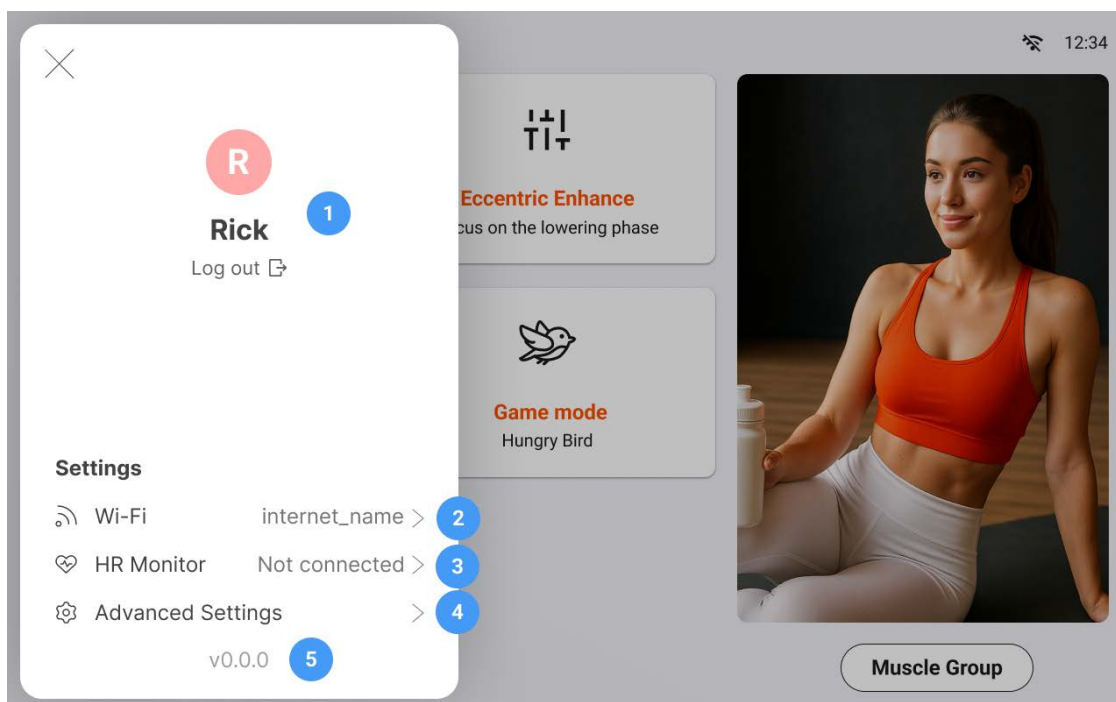 12:34
R
Rick
1
Log out
Settings
Wi-Fi
internet_name
2
HR Monitor
Not connected
3
Advanced Settings
4
v0.0.0
5
Eccentric Enhance
cus on the lowering phase
Game mode
Hungry Bird
Muscle Group